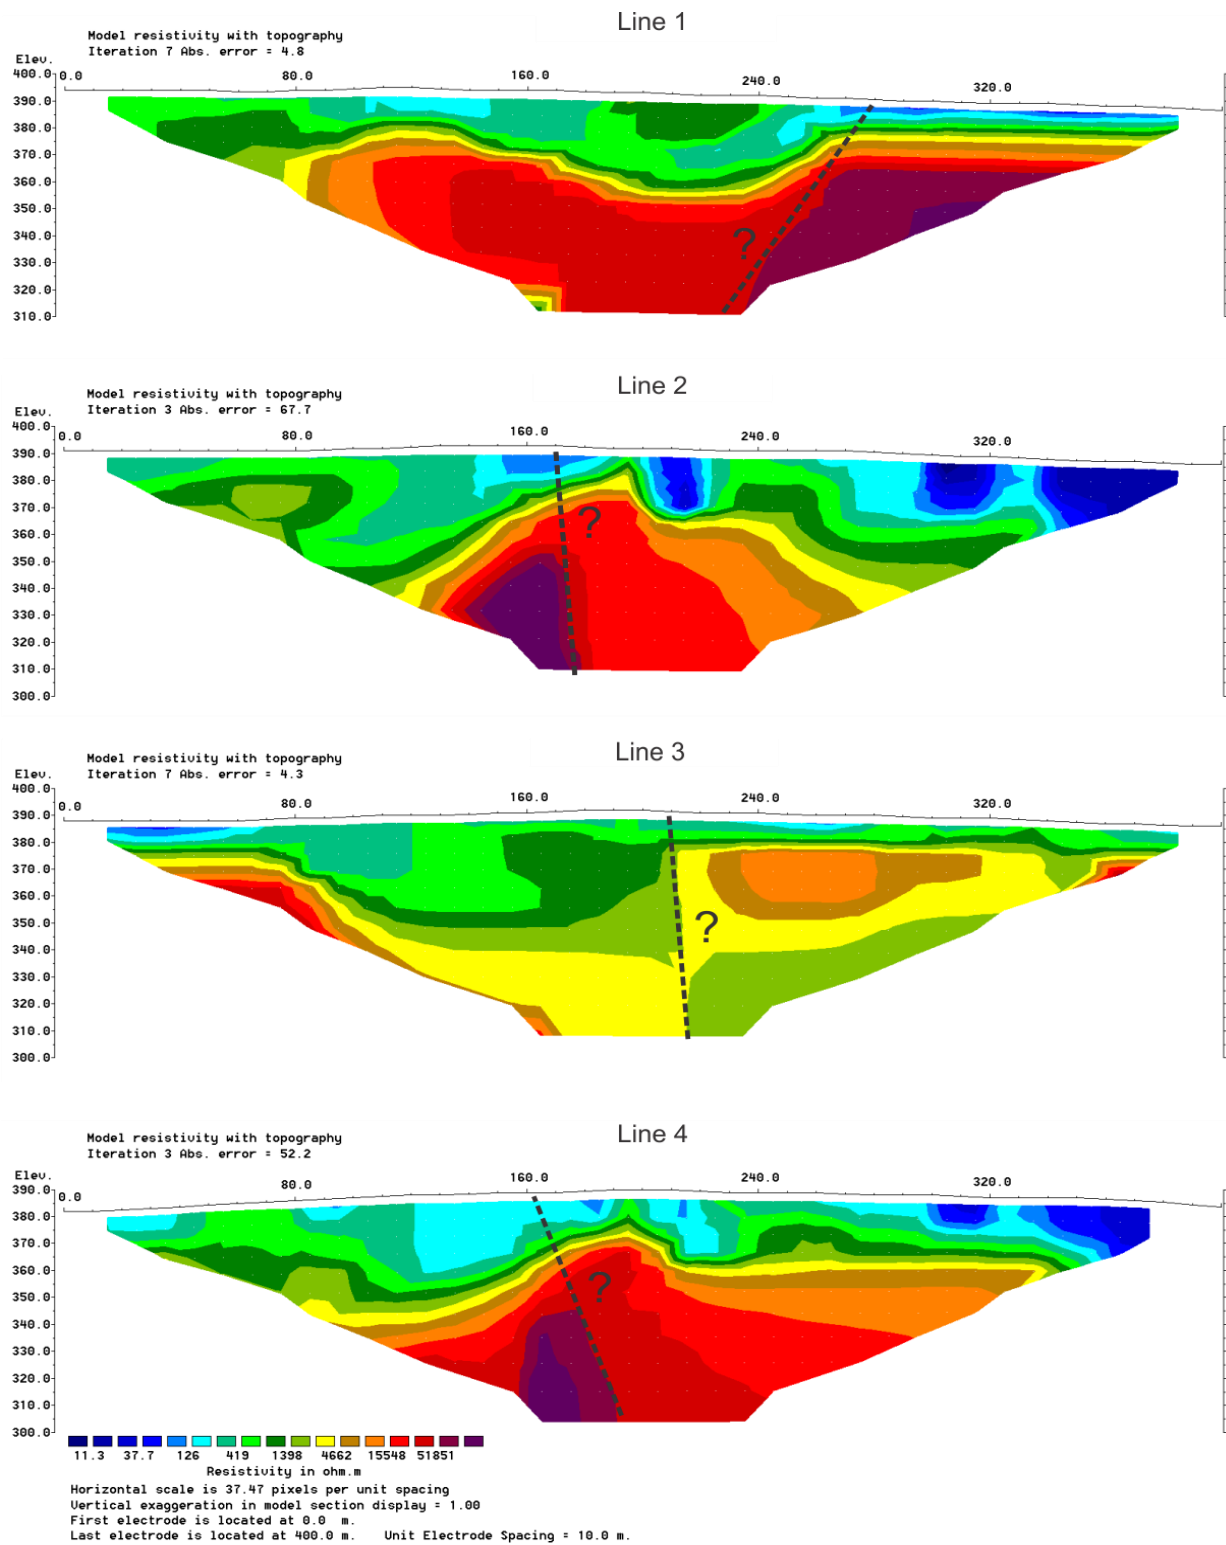 Line 1
Model resistivity with topography
Iteration 7 Abs. error = 4.8
Elev.
400.0
0.0 80.0 160.0 240.0 320.0
390.0
380.0
370.0
360.0
350.0
340.0
?
330.0
320.0
310.0
Line 2
Model resistivity with topography
Iteration 3 Abs. error = 67.7
Elev.
400.0
0.0 80.0 160.0 240.0 320.0
390.0
380.0
370.0
?
360.0
350.0
340.0
330.0
320.0
310.0
300.0
Line 3
Model resistivity with topography
Iteration 7 Abs. error = 4.3
Elev.
400.0
0.0 80.0 160.0 240.0 320.0
390.0
380.0
370.0
360.0
350.0
?
340.0
330.0
320.0
310.0
300.0
Line 4
Model resistivity with topography
Iteration 3 Abs. error = 52.2
Elev.
390.0
0.0 80.0 160.0 240.0 320.0
380.0
370.0
360.0
?
350.0
340.0
330.0
320.0
310.0
300.0
11.3 37.7 126 419 1398 4662 15548 51851
Resistivity in ohm.m
Horizontal scale is 37.47 pixels per unit spacing
Vertical exaggeration in model section display = 1.00
First electrode is located at 0.0 m.
Last electrode is located at 400.0 m. Unit Electrode Spacing = 10.0 m.